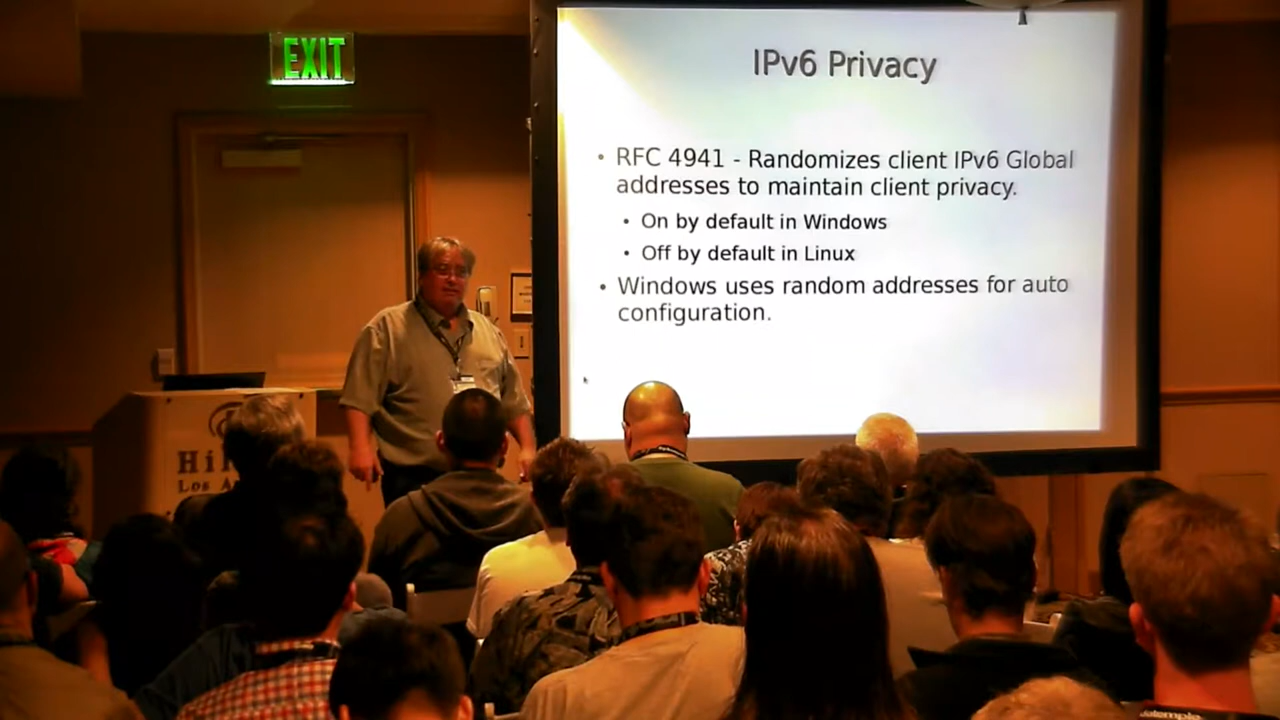 EXIT
IPv6 Privacy
• RFC 4941 - Randomizes client IPv6 Global
addresses to maintain client privacy.
• On by default in Windows
• Off by default in Linux
• Windows uses random addresses for auto
configuration.
Los